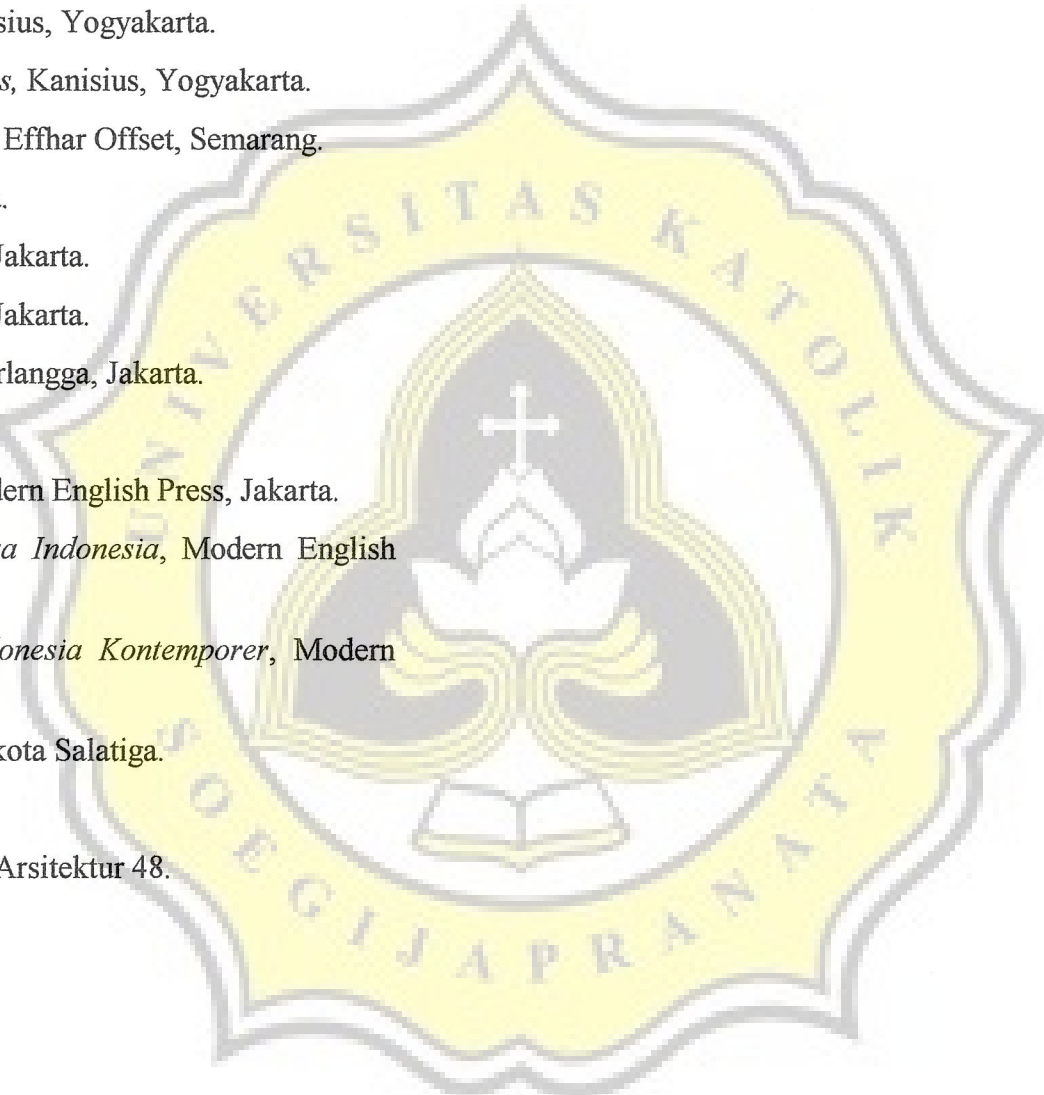 sius, Yogyakarta.
s, Kanisius, Yogyakarta.
Effhar Offset, Semarang.
Jakarta.
Jakarta.
rlangga, Jakarta.
dern English Press, Jakarta.
a Indonesia, Modern English
onesia Kontemporer, Modern
kota Salatiga.
Arsitektur 48.
UNIVERSITAS KATOLIK
SOEGIJAPRANATA